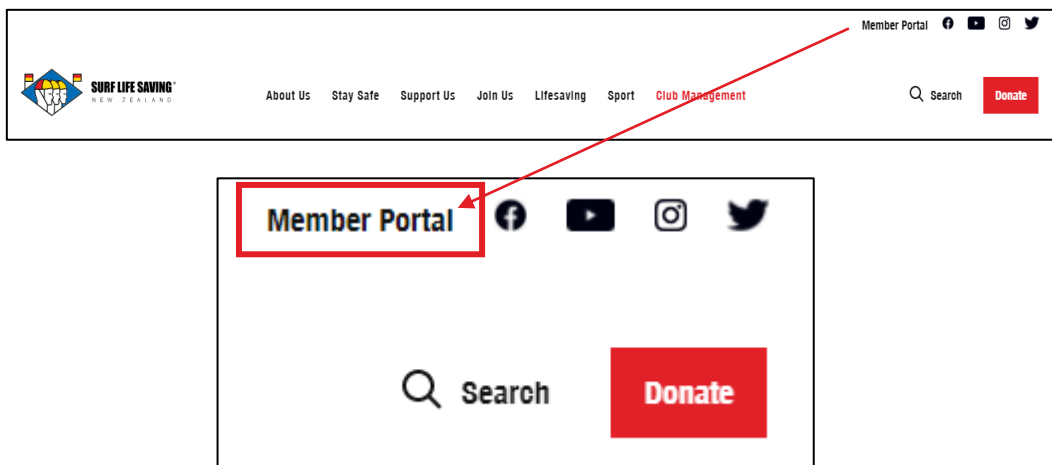 Member Portal
SURF LIFE SAVING®
NEW ZEALAND
About Us Stay Safe Support Us Join Us Lifesaving Sport Club Management
Search Donate
Member Portal
Search Donate